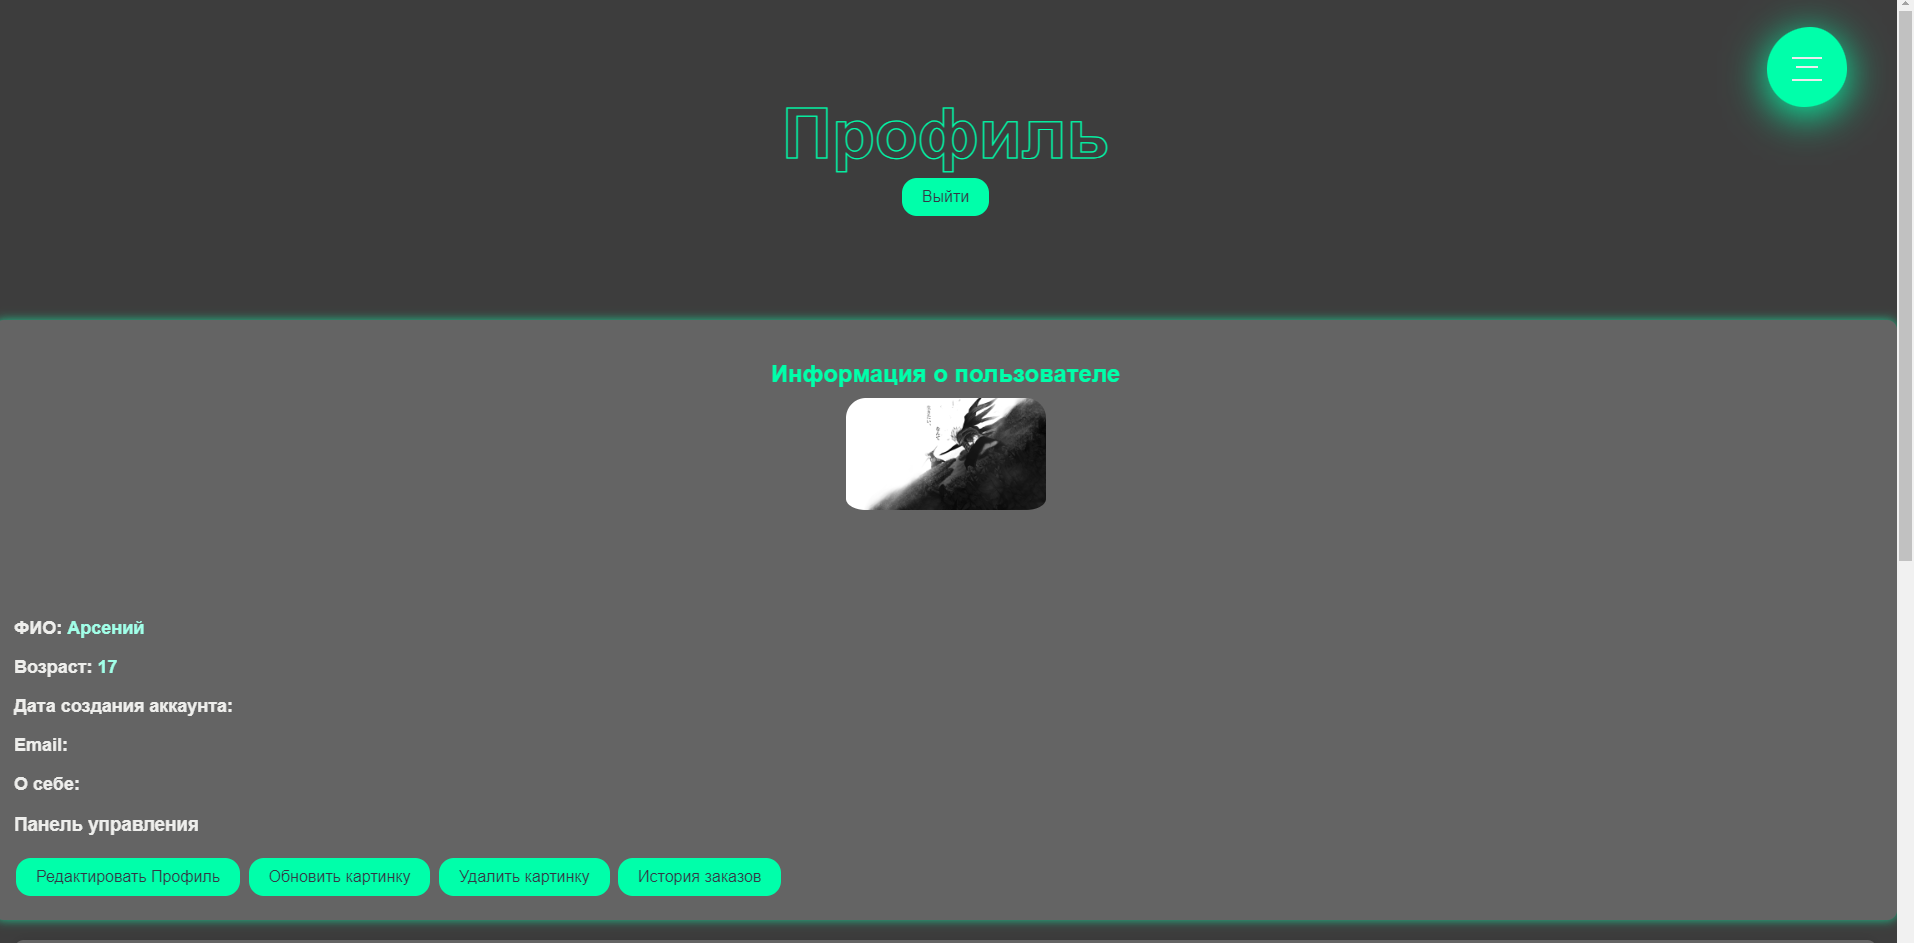 Профиль
Выйти
Информация о пользователе
ФИО: Арсений
Возраст: 17
Дата создания аккаунта:
Email:
О себе:
Панель управления
Редактировать Профиль
Обновить картинку
Удалить картинку
История заказов